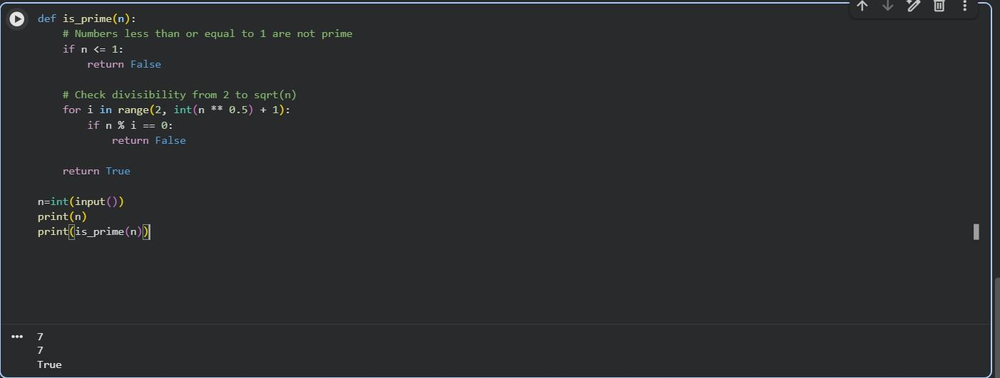 def is_prime(n):
    # Numbers less than or equal to 1 are not prime
    if n <= 1:
        return False

    # Check divisibility from 2 to sqrt(n)
    for i in range(2, int(n ** 0.5) + 1):
        if n % i == 0:
            return False

    return True

n=int(input())
print(n)
print(is_prime(n))
7
7
True